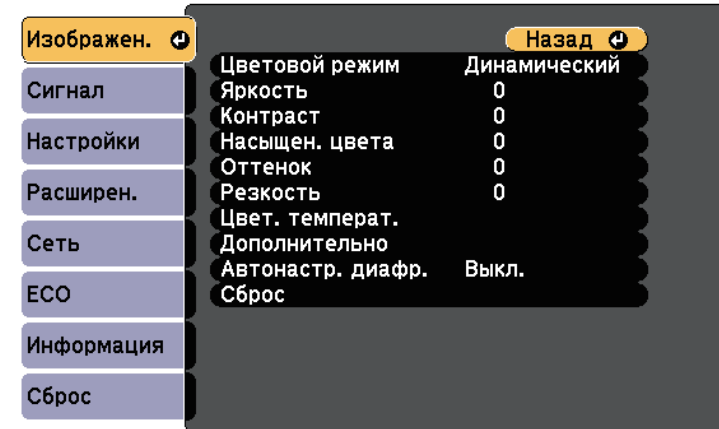 Изображен.
Сигнал
Настройки
Расширен.
Сеть
ECO
Информация
Сброс
Назад
Цветовой режим Динамический
Яркость 0
Контраст 0
Насыщен. цвета 0
Оттенок 0
Резкость 0
Цвет. температ.
Дополнительно
Автонастр. диафр. Выкл.
Сброс